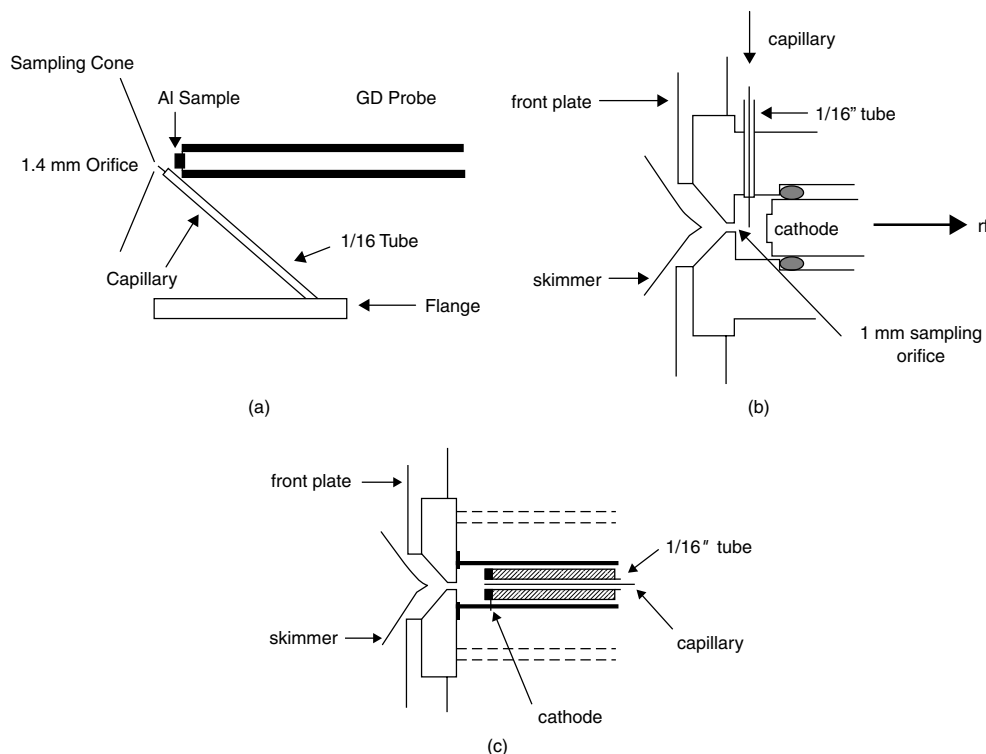 Sampling Cone
Al Sample
GD Probe
1.4 mm Orifice
1/16 Tube
Capillary
Flange
(a)
capillary
front plate
1/16” tube
cathode
rf
skimmer
1 mm sampling
orifice
(b)
front plate
1/16″ tube
skimmer
capillary
cathode
(c)